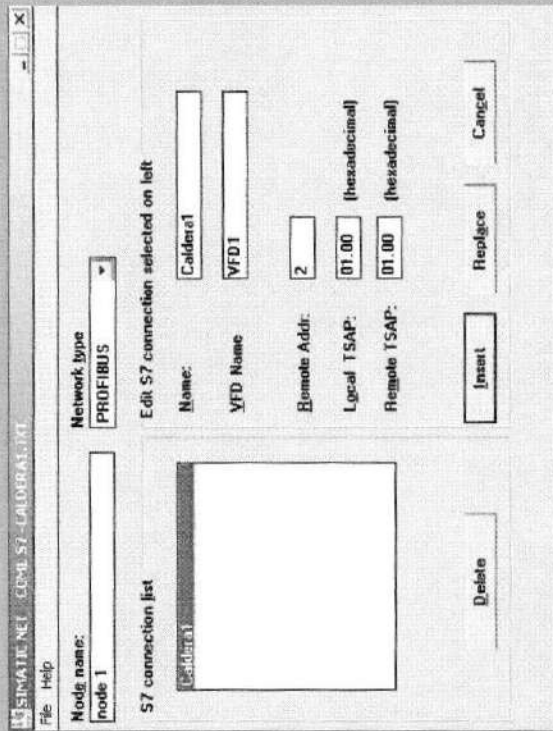 SIMATIC NET : COML S7 -CALDERA1.TXT
File Help
Node name:
node 1
Network type
PROFIBUS
S7 connection list
Caldera1
Delete
Edit S7 connection selected on left
Name:
Caldera1
VFD Name
VFD1
Remote Addr:
2
Local TSAP:
01.00
(hexadecimal)
Remote TSAP:
01.00
(hexadecimal)
Insert
Replace
Cancel